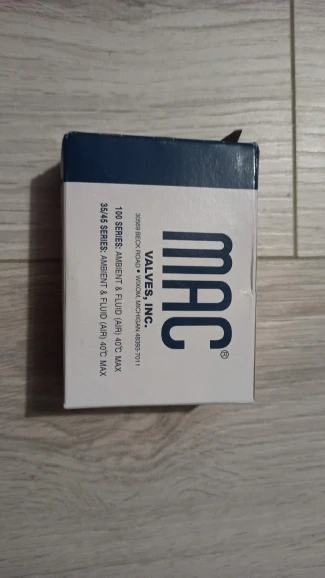 MAC®
VALVES, INC.
30569 BECK ROAD • WIXOM, MICHIGAN 48393-7011
100 SERIES: AMBIENT & FLUID (AIR) 40°C MAX
35/45 SERIES: AMBIENT & FLUID (AIR) 40°C MAX